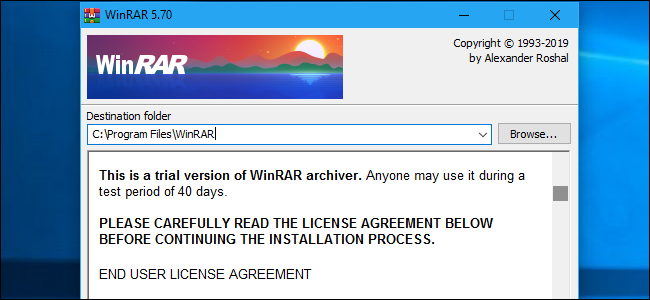 WinRAR 5.70
WinRAR
Copyright © 1993-2019
by Alexander Roshal
Destination folder
C:\Program Files\WinRAR
Browse...
This is a trial version of WinRAR archiver. Anyone may use it during a
test period of 40 days.
PLEASE CAREFULLY READ THE LICENSE AGREEMENT BELOW
BEFORE CONTINUING THE INSTALLATION PROCESS.
END USER LICENSE AGREEMENT